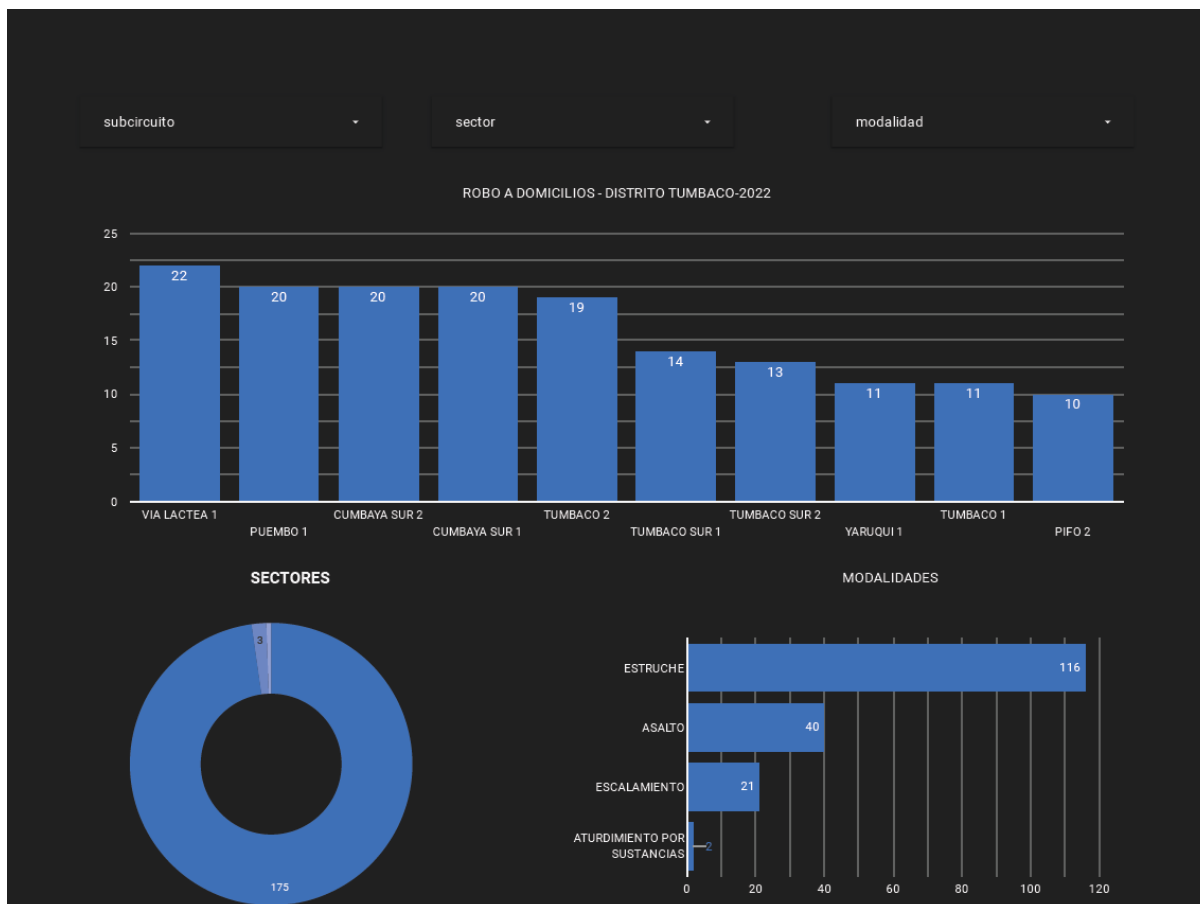 subcircuito
sector
modalidad
ROBO A DOMICILIOS - DISTRITO TUMBACO-2022
25
20
15
10
5
0
22
20
20
20
19
14
13
11
11
10
VIA LACTEA 1
PUEMBO 1
CUMBAYA SUR 2
CUMBAYA SUR 1
TUMBACO 2
TUMBACO SUR 1
TUMBACO SUR 2
YARUQUI 1
TUMBACO 1
PIFO 2
SECTORES
3
175
MODALIDADES
ESTRUCHE
116
ASALTO
40
ESCALAMIENTO
21
ATURDIMIENTO POR
SUSTANCIAS
2
0
20
40
60
80
100
120